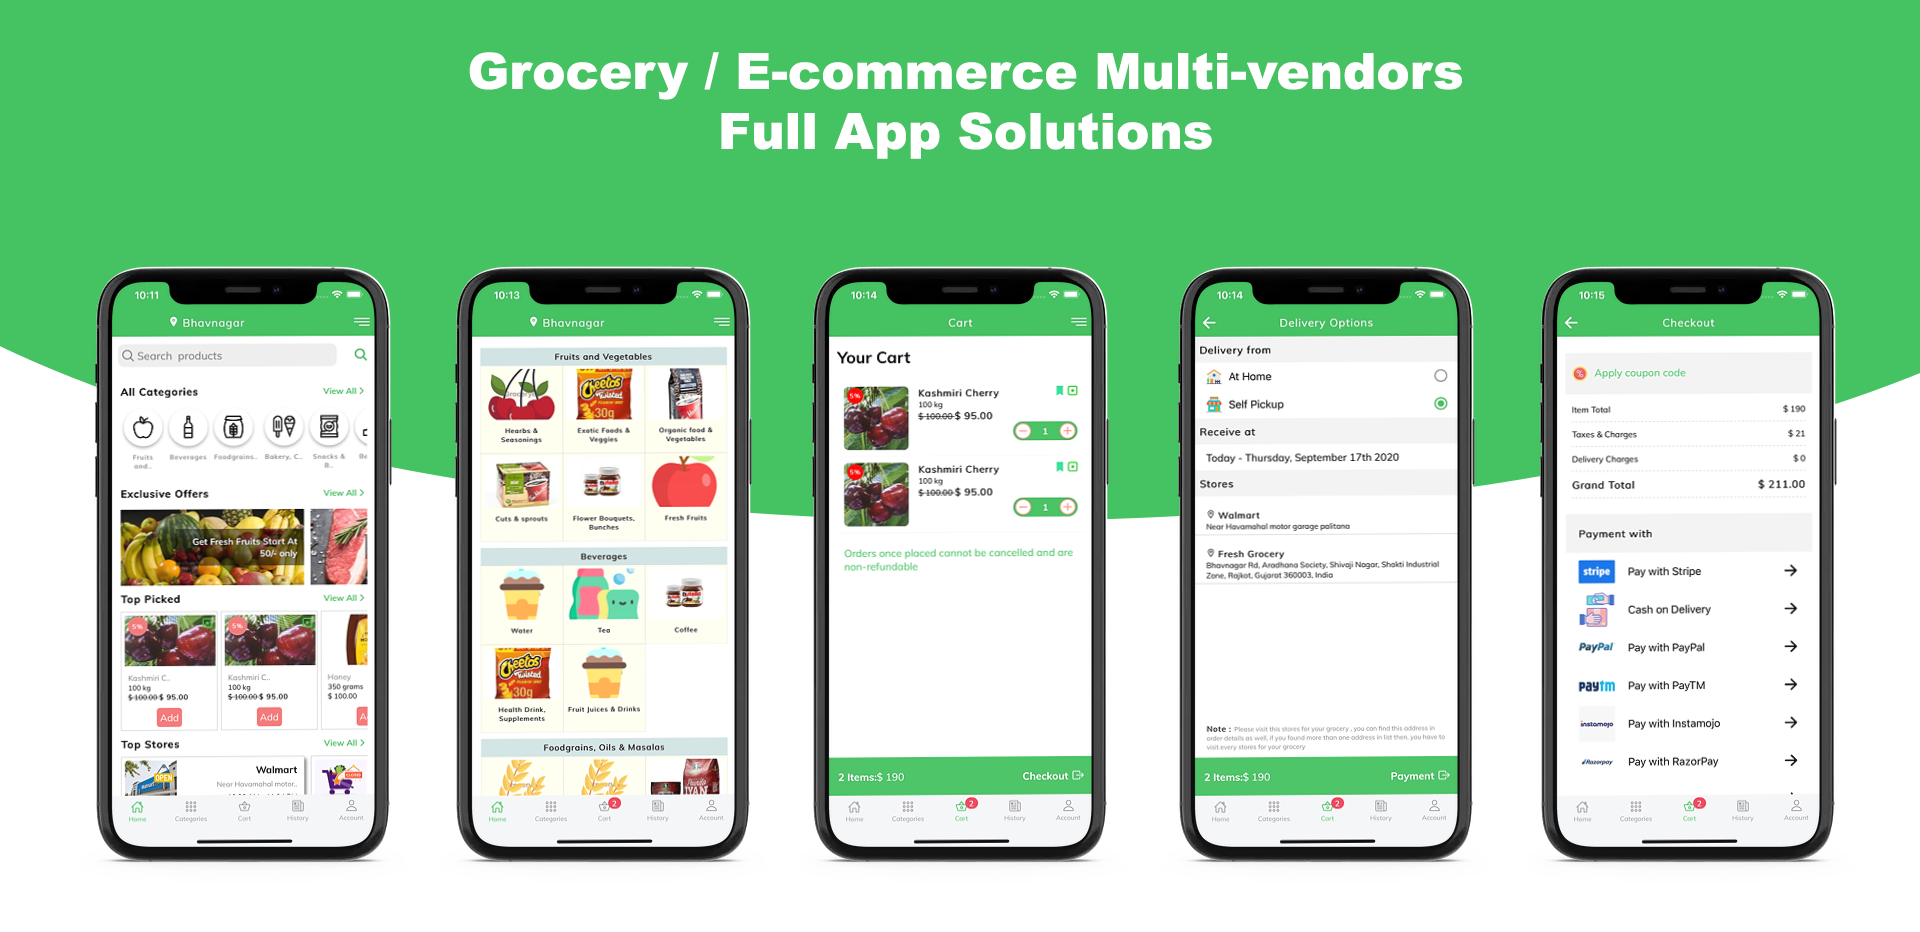 Grocery / E-commerce Multi-vendors
Full App Solutions
10:11
Bhavnagar
Search products
All Categories
View All >
Fruits and..
Beverages
Foodgrains..
Bakery, C..
Snacks & B..
Be
Exclusive Offers
View All >
Get Fresh Fruits Start At
50/- only
Top Picked
View All >
5%
5%
Kashmiri C..
100 kg
$ 100.00 $ 95.00
Add
Kashmiri C..
100 kg
$ 100.00 $ 95.00
Add
Honey
350 grams
$ 100.00
A
Top Stores
View All >
OPEN
Walmart
Near Havamahal motor..
CLOSED
Home
Categories
Cart
History
Account
10:13
Bhavnagar
Fruits and Vegetables
Cheetos
Twisted
30g
Hearbs &
Seasonings
Exotic Foods &
Veggies
Organic food &
Vegetables
nutella
Cuts & sprouts
Flower Bouquets,
Bunches
Fresh Fruits
Beverages
nutella
Water
Tea
Coffee
Cheetos
Twisted
30g
Health Drink,
Supplements
Fruit Juices & Drinks
Foodgrains, Oils & Masalas
2
Home
Categories
Cart
History
Account
10:14
Cart
Your Cart
5%
Kashmiri Cherry
100 kg
$ 100.00 $ 95.00
1
5%
Kashmiri Cherry
100 kg
$ 100.00 $ 95.00
1
Orders once placed cannot be cancelled and are
non-refundable
2 Items:$ 190
Checkout
2
Home
Categories
Cart
History
Account
10:14
Delivery Options
Delivery from
At Home
Self Pickup
Receive at
Today - Thursday, September 17th 2020
Stores
Walmart
Near Havamahal motor garage palitana
Fresh Grocery
Bhavnagar Rd, Aradhana Society, Shivaji Nagar, Shakti Industrial
Zone, Rajkot, Gujarat 360003, India
Note : Please visit this stores for your grocery , you can find this address in
order details as well, if you found more than one address in list then, you have to
visit every stores for your grocery
2 Items:$ 190
Payment
2
Home
Categories
Cart
History
Account
10:15
Checkout
%
Apply coupon code
Item Total
$ 190
Taxes & Charges
$ 21
Delivery Charges
$ 0
Grand Total
$ 211.00
Payment with
stripe
Pay with Stripe
Cash on Delivery
PayPal
Pay with PayPal
paytm
Pay with PayTM
instamojo
Pay with Instamojo
Razorpay
Pay with RazorPay
2
Home
Categories
Cart
History
Account